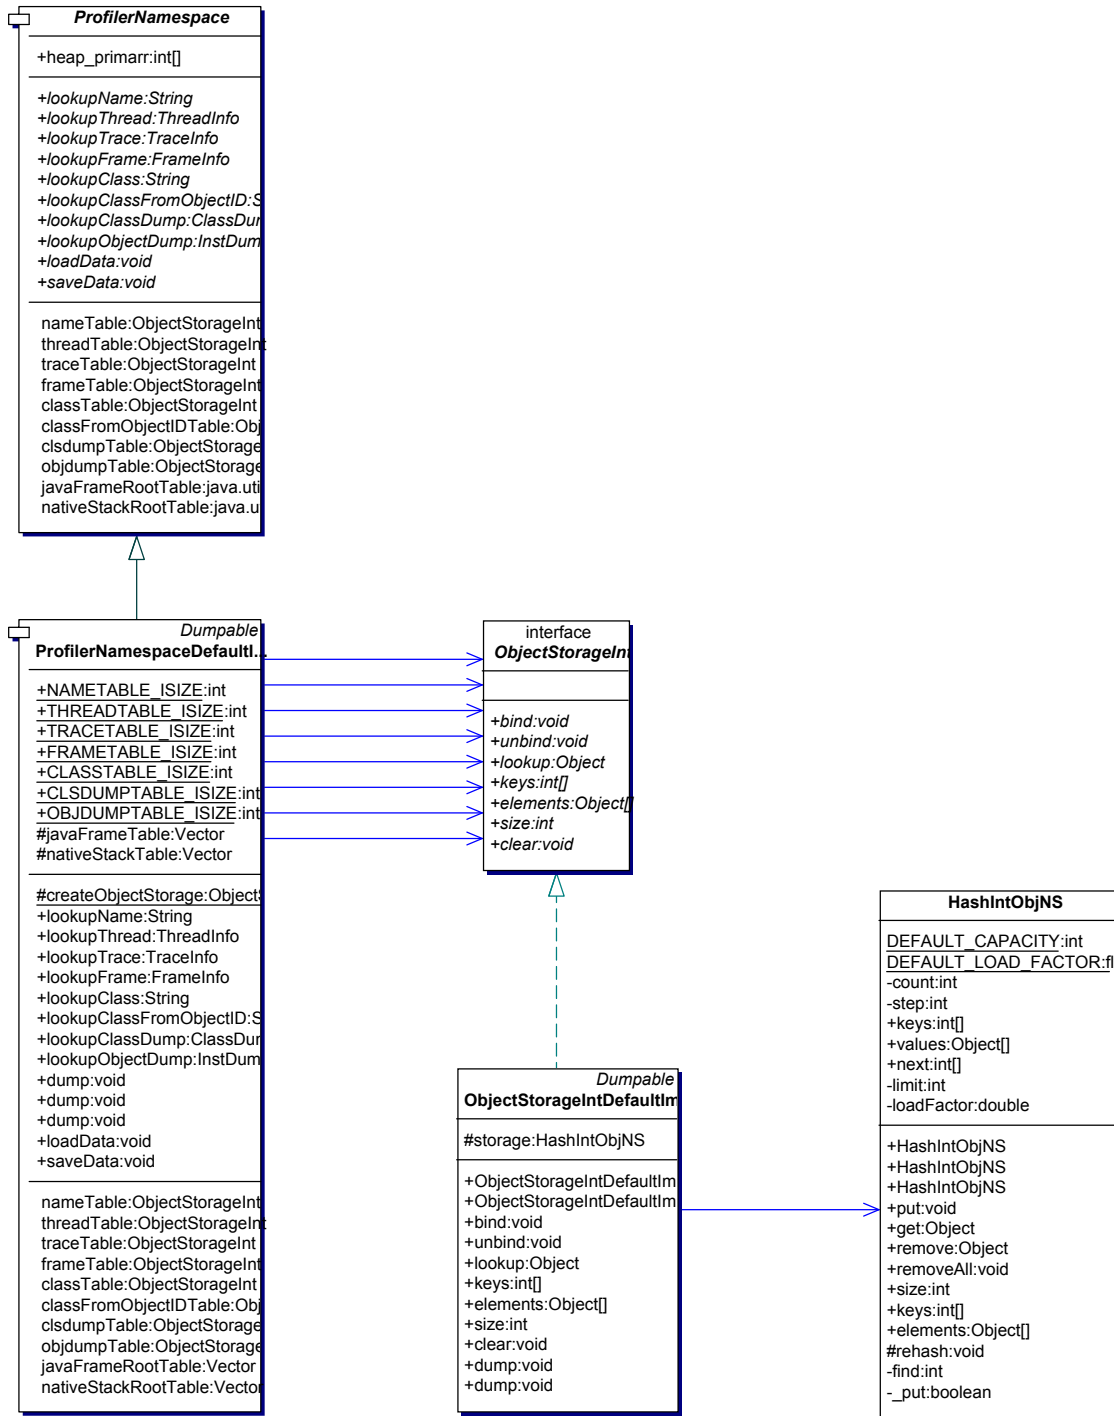 ProfilerNamespace
+heap_primarr:int[]
+lookupName:String
+lookupThread:ThreadInfo
+lookupTrace:TraceInfo
+lookupFrame:FrameInfo
+lookupClass:String
+lookupClassFromObjectID:S
+lookupClassDump:ClassDur
+lookupObjectDump:InstDum
+loadData:void
+saveData:void
nameTable:ObjectStorageInt
threadTable:ObjectStorageInt
traceTable:ObjectStorageInt
frameTable:ObjectStorageInt
classTable:ObjectStorageInt
classFromObjectIDTable:Obj
clsdumpTable:ObjectStorage
objdumpTable:ObjectStorage
javaFrameRootTable:java.uti
nativeStackRootTable:java.u
Dumpable
ProfilerNamespaceDefaultI...
+NAMETABLE_ISIZE:int
+THREADTABLE_ISIZE:int
+TRACETABLE_ISIZE:int
+FRAMETABLE_ISIZE:int
+CLASSTABLE_ISIZE:int
+CLSDUMPTABLE_ISIZE:int
+OBJDUMPTABLE_ISIZE:int
#javaFrameTable:Vector
#nativeStackTable:Vector
#createObjectStorage:ObjectS
+lookupName:String
+lookupThread:ThreadInfo
+lookupTrace:TraceInfo
+lookupFrame:FrameInfo
+lookupClass:String
+lookupClassFromObjectID:S
+lookupClassDump:ClassDur
+lookupObjectDump:InstDum
+dump:void
+dump:void
+dump:void
+loadData:void
+saveData:void
nameTable:ObjectStorageInt
threadTable:ObjectStorageInt
traceTable:ObjectStorageInt
frameTable:ObjectStorageInt
classTable:ObjectStorageInt
classFromObjectIDTable:Obj
clsdumpTable:ObjectStorage
objdumpTable:ObjectStorage
javaFrameRootTable:Vector
nativeStackRootTable:Vector
interface
ObjectStorageInt
+bind:void
+unbind:void
+lookup:Object
+keys:int[]
+elements:Object[]
+size:int
+clear:void
Dumpable
ObjectStorageIntDefaultIm
#storage:HashIntObjNS
+ObjectStorageIntDefaultIm
+ObjectStorageIntDefaultIm
+bind:void
+unbind:void
+lookup:Object
+keys:int[]
+elements:Object[]
+size:int
+clear:void
+dump:void
+dump:void
HashIntObjNS
DEFAULT_CAPACITY:int
DEFAULT_LOAD_FACTOR:fl
-count:int
-step:int
+keys:int[]
+values:Object[]
+next:int[]
-limit:int
-loadFactor:double
+HashIntObjNS
+HashIntObjNS
+HashIntObjNS
+put:void
+get:Object
+remove:Object
+removeAll:void
+size:int
+keys:int[]
+elements:Object[]
#rehash:void
-find:int
-_put:boolean